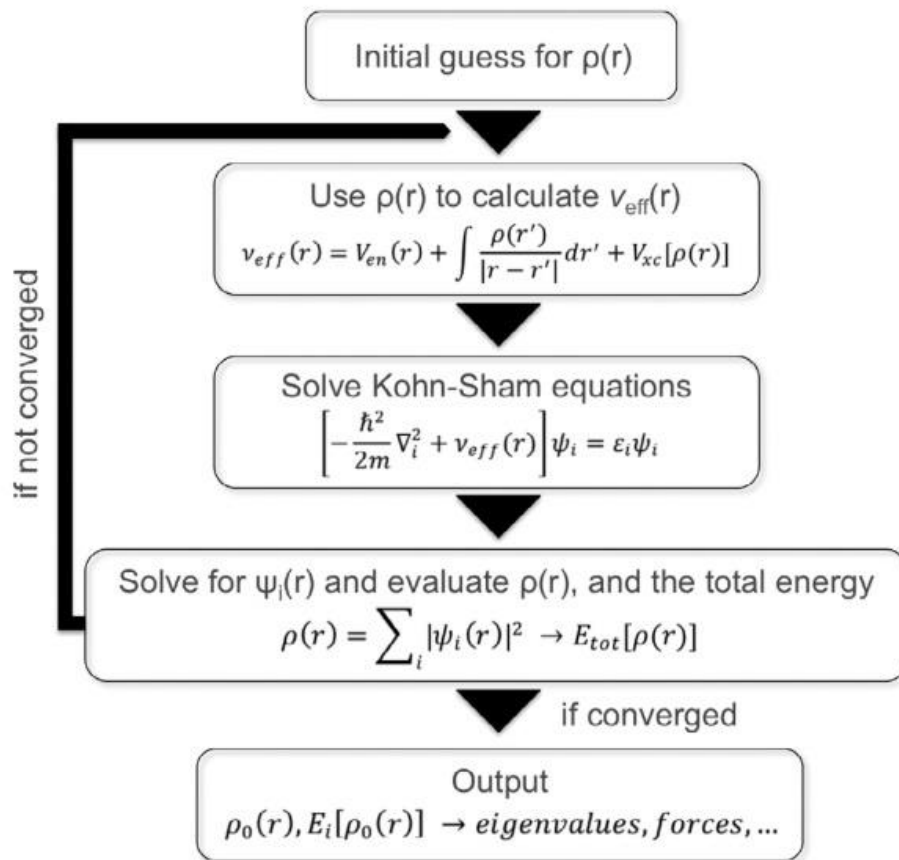 Initial guess for ρ(r)
Use ρ(r) to calculate v_eff(r)
v_eff(r) = V_en(r) + ∫ ρ(r′)/|r − r′| dr′ + V_xc[ρ(r)]
if not converged
Solve Kohn-Sham equations
[−ℏ²/2m ∇_i² + v_eff(r)] ψ_i = ε_i ψ_i
Solve for ψ_i(r) and evaluate ρ(r), and the total energy
ρ(r) = ∑_i |ψ_i(r)|² → E_tot[ρ(r)]
if converged
Output
ρ₀(r), E_i[ρ₀(r)] → eigenvalues, forces, ...